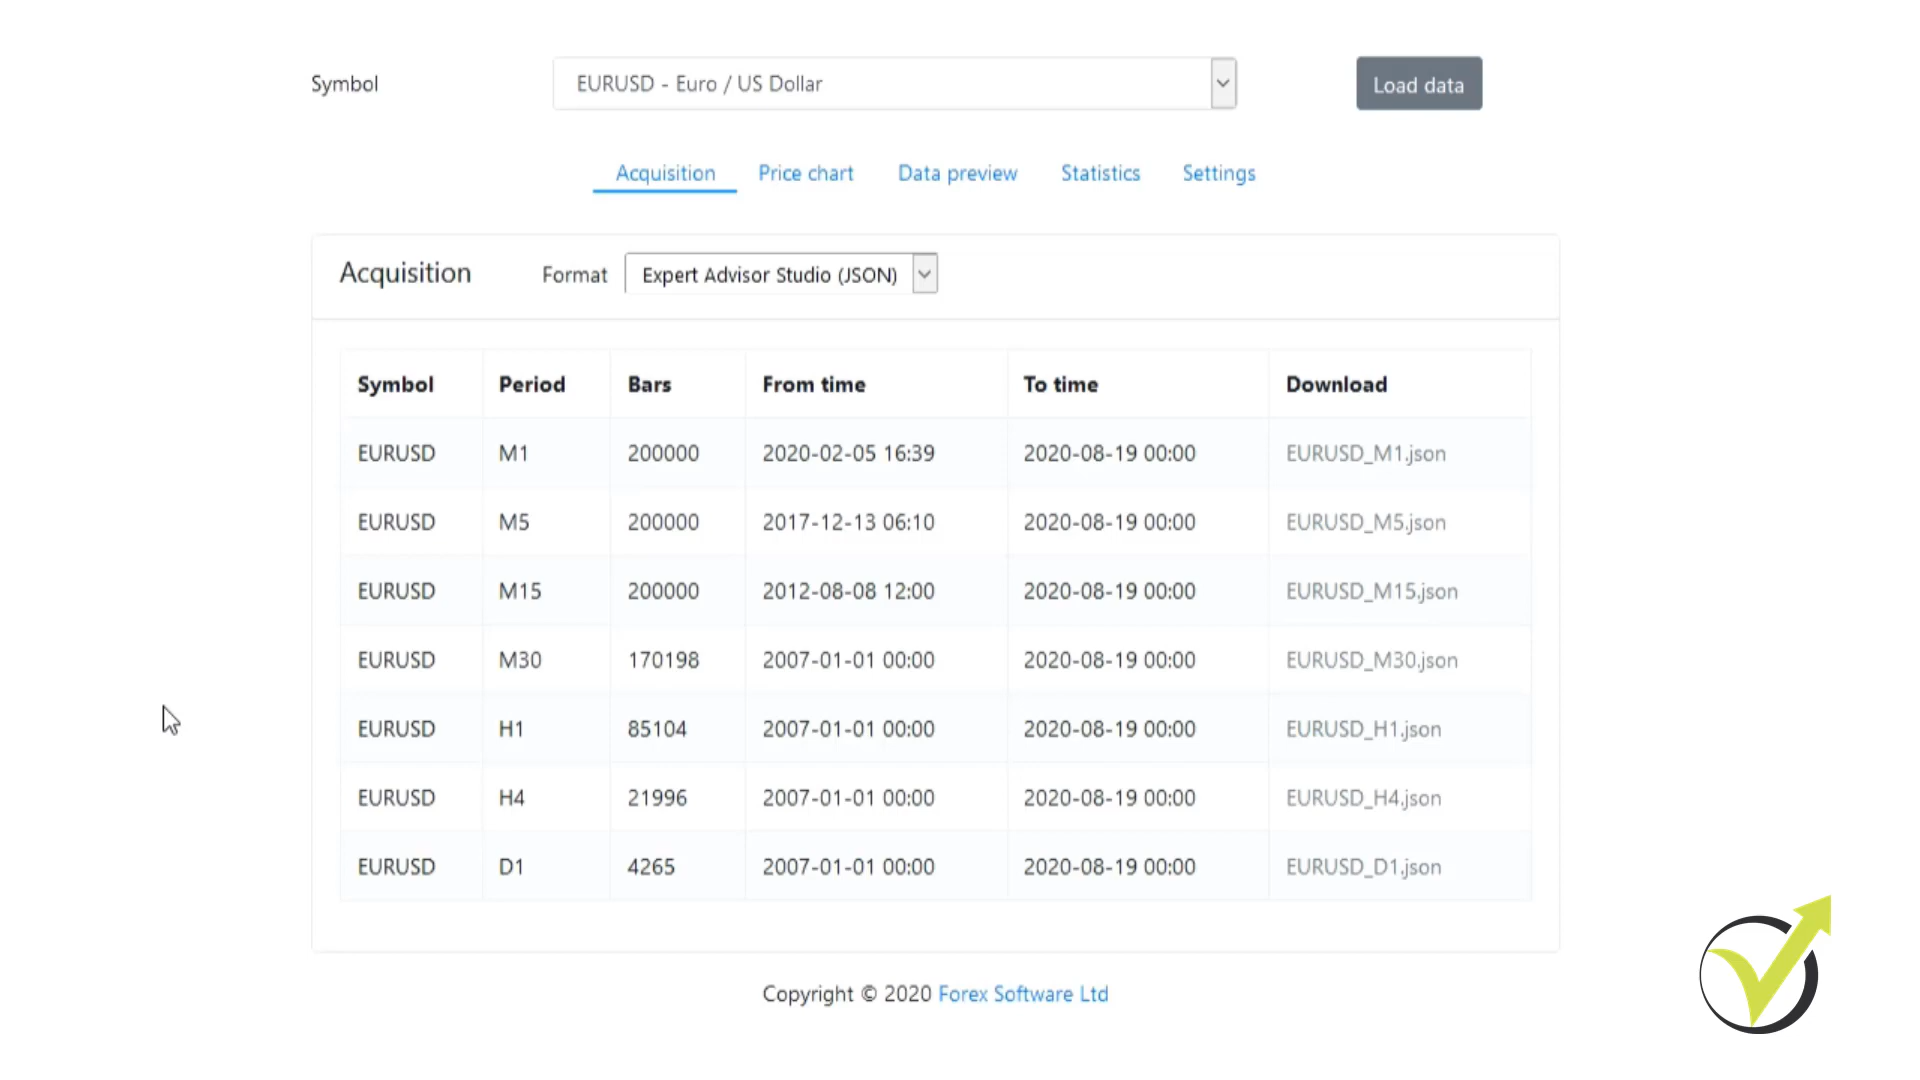 Symbol EURUSD - Euro / US Dollar Load data
Acquisition Price chart Data preview Statistics Settings
Acquisition Format Expert Advisor Studio (JSON)
Symbol Period Bars From time To time Download
EURUSD M1 200000 2020-02-05 16:39 2020-08-19 00:00 EURUSD_M1.json
EURUSD M5 200000 2017-12-13 06:10 2020-08-19 00:00 EURUSD_M5.json
EURUSD M15 200000 2012-08-08 12:00 2020-08-19 00:00 EURUSD_M15.json
EURUSD M30 170198 2007-01-01 00:00 2020-08-19 00:00 EURUSD_M30.json
EURUSD H1 85104 2007-01-01 00:00 2020-08-19 00:00 EURUSD_H1.json
EURUSD H4 21996 2007-01-01 00:00 2020-08-19 00:00 EURUSD_H4.json
EURUSD D1 4265 2007-01-01 00:00 2020-08-19 00:00 EURUSD_D1.json
Copyright © 2020 Forex Software Ltd